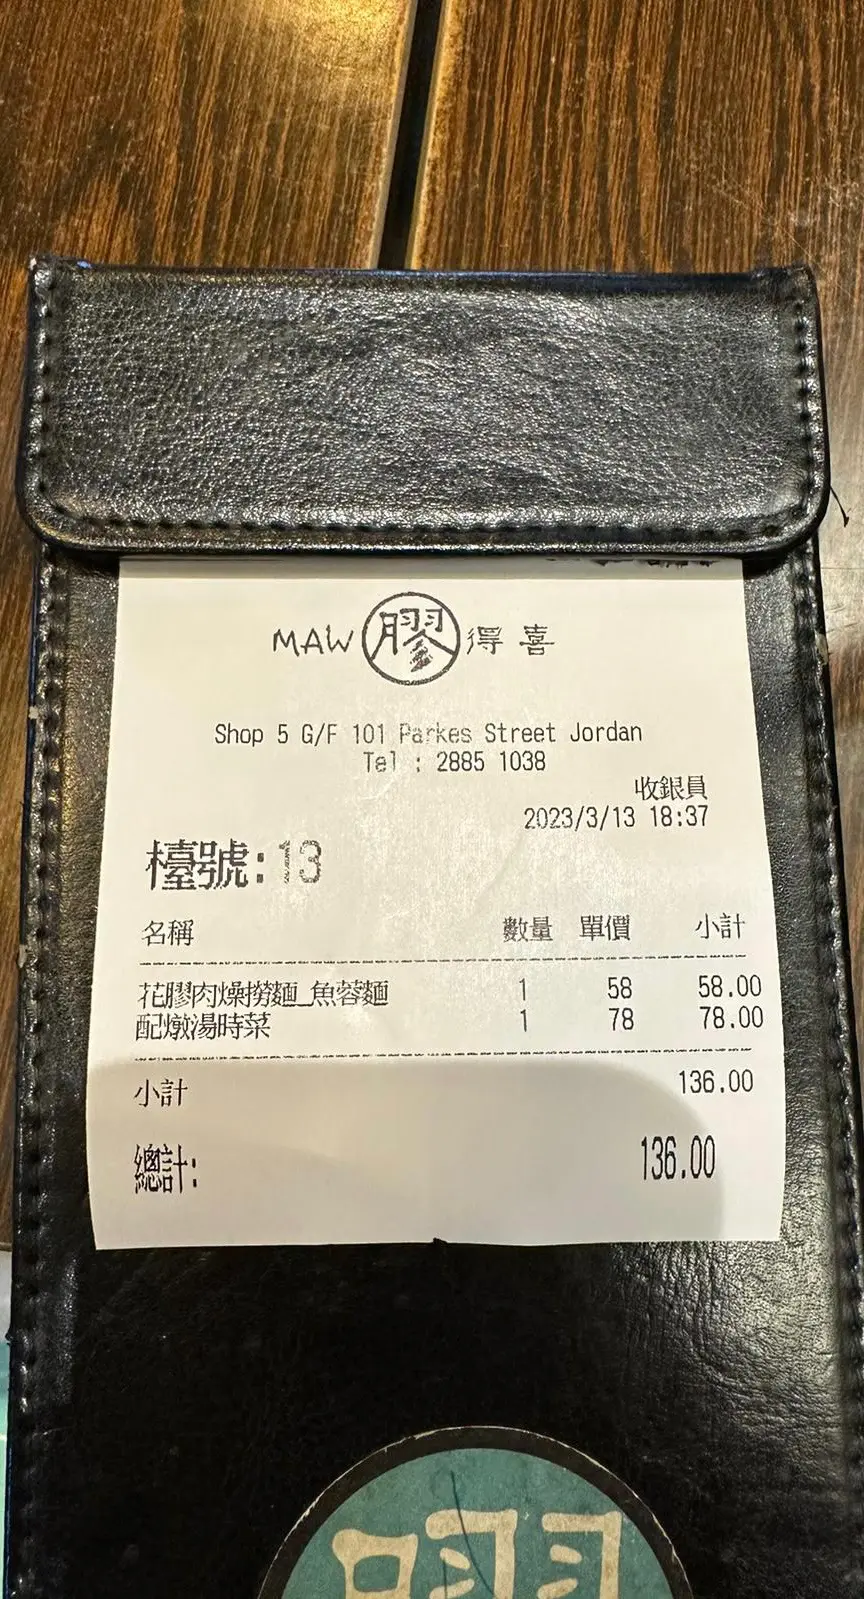 MAW 膠 得喜
Shop 5 G/F 101 Parkes Street Jordan
Tel : 2885 1038
收銀員
2023/3/13 18:37
檯號:13
名稱 數量 單價 小計
花膠肉燥撈麵_魚蓉麵 1 58 58.00
配燉湯時菜 1 78 78.00
小計 136.00
總計: 136.00
膠